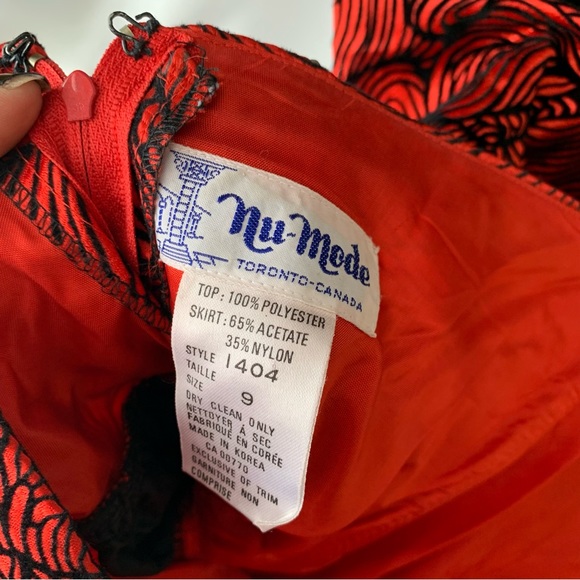 nu-mode
TORONTO-CANADA
TOP: 100% POLYESTER
SKIRT: 65% ACETATE
35% NYLON
STYLE 1404
TAILLE
SIZE 9
DRY CLEAN ONLY
NETTOYER À SEC
FABRIQUÉ EN CORÉE
MADE IN KOREA
CA 00770
EXCLUSIVE OF TRIM
GARNITURE NON
COMPRISE